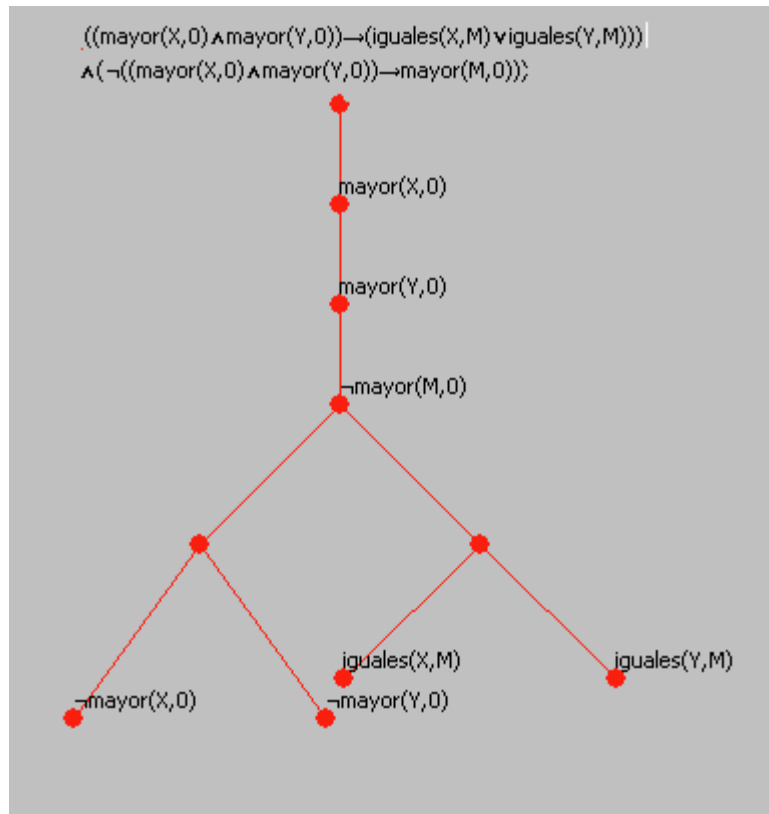 ((mayor(X,0)∧mayor(Y,0))→(iguales(X,M)∨iguales(Y,M)))
∧(¬((mayor(X,0)∧mayor(Y,0))→mayor(M,0)));
mayor(X,0)
mayor(Y,0)
¬mayor(M,0)
iguales(X,M)
iguales(Y,M)
¬mayor(X,0)
¬mayor(Y,0)